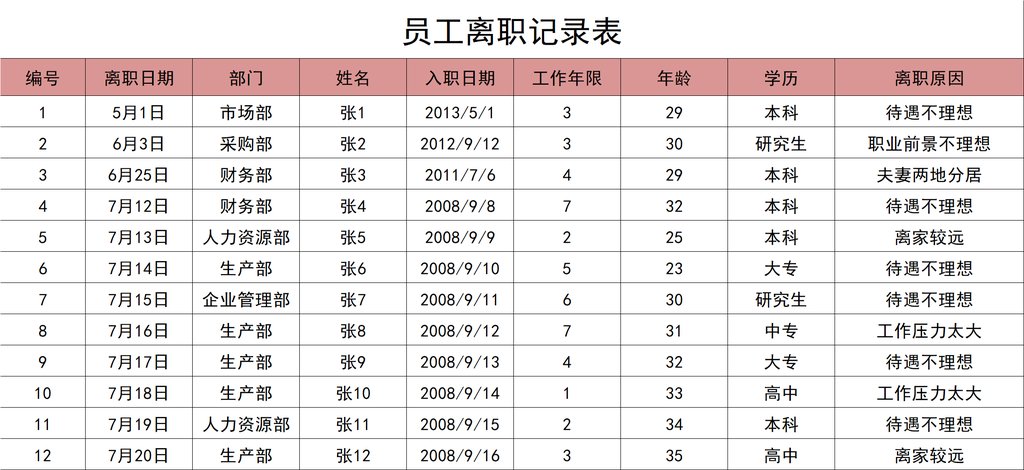 员工离职记录表
编号 离职日期 部门 姓名 入职日期 工作年限 年龄 学历 离职原因
1 5月1日 市场部 张1 2013/5/1 3 29 本科 待遇不理想
2 6月3日 采购部 张2 2012/9/12 3 30 研究生 职业前景不理想
3 6月25日 财务部 张3 2011/7/6 4 29 本科 夫妻两地分居
4 7月12日 财务部 张4 2008/9/8 7 32 本科 待遇不理想
5 7月13日 人力资源部 张5 2008/9/9 2 25 本科 离家较远
6 7月14日 生产部 张6 2008/9/10 5 23 大专 待遇不理想
7 7月15日 企业管理部 张7 2008/9/11 6 30 研究生 待遇不理想
8 7月16日 生产部 张8 2008/9/12 7 31 中专 工作压力太大
9 7月17日 生产部 张9 2008/9/13 4 32 大专 待遇不理想
10 7月18日 生产部 张10 2008/9/14 1 33 高中 工作压力太大
11 7月19日 人力资源部 张11 2008/9/15 2 34 本科 待遇不理想
12 7月20日 生产部 张12 2008/9/16 3 35 高中 离家较远